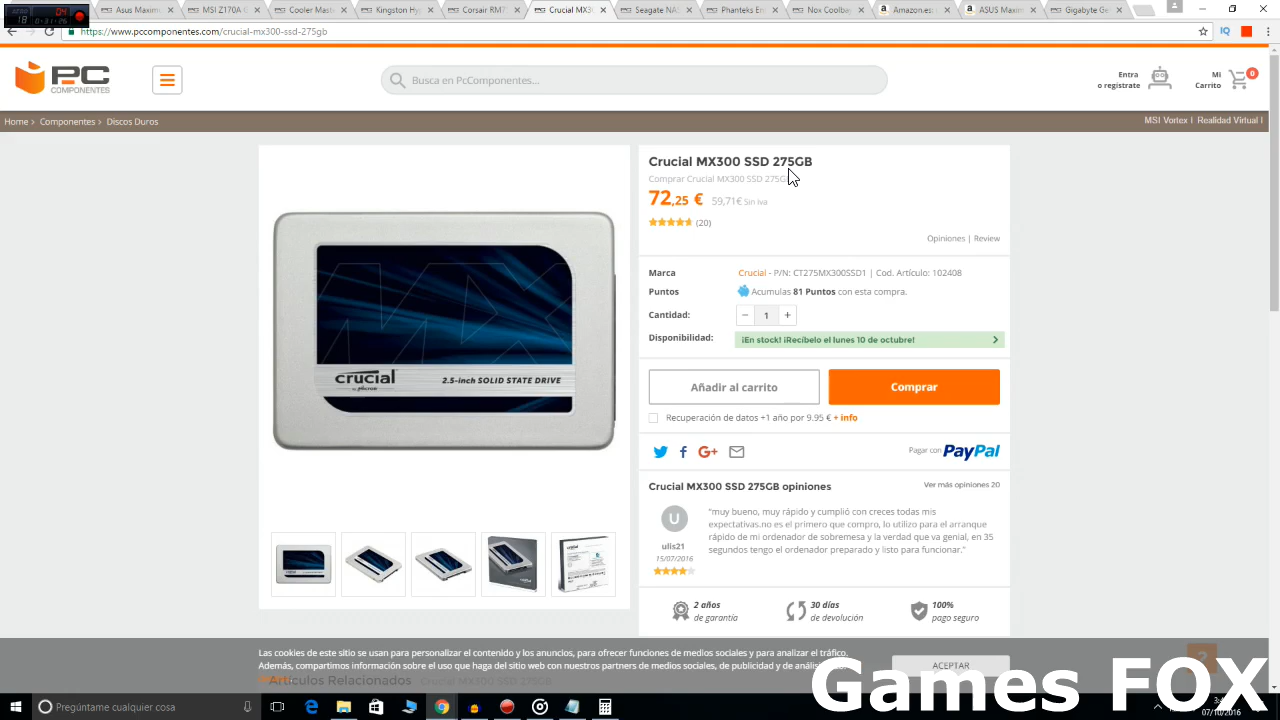 Asus Maximu
MSI Z170A G
Cooler Maste
Kingston H
Crucial MX30
Seagate NAS
Nox Coolbay
Amazon.es
ASUS Maxim
Gigabyte Ge
https://www.pccomponentes.com/crucial-mx300-ssd-275gb
PC COMPONENTES
Busca en PcComponentes...
Entra
o regístrate
Mi
Carrito
0
Home > Componentes > Discos Duros
MSI Vortex | Realidad Virtual |
Crucial MX300 SSD 275GB
Comprar Crucial MX300 SSD 275G
72,25 € 59,71€ Sin iva
(20)
Opiniones | Review
Marca Crucial - P/N: CT275MX300SSD1 | Cod. Artículo: 102408
Puntos Acumulas 81 Puntos con esta compra.
Cantidad: − 1 +
Disponibilidad: ¡En stock! ¡Recíbelo el lunes 10 de octubre!
Añadir al carrito
Comprar
Recuperación de datos +1 año por 9.95 € + info
Pagar con PayPal
crucial
by Micron
2.5-inch SOLID STATE DRIVE
Crucial MX300 SSD 275GB opiniones
Ver más opiniones 20
U
ulis21
15/07/2016
"muy bueno, muy rápido y cumplió con creces todas mis
expectativas.no es el primero que compro, lo utilizo para el arranque
rápido de mi ordenador de sobremesa y la verdad que va genial, en 35
segundos tengo el ordenador preparado y listo para funcionar."
2 años
de garantía
30 días
de devolución
100%
pago seguro
Las cookies de este sitio se usan para personalizar el contenido y los anuncios, para ofrecer funciones de medios sociales y para analizar el tráfico.
Además, compartimos información sobre el uso que haga del sitio web con nuestros partners de medios sociales, de publicidad y de análisis
ACEPTAR
Artículos Relacionados Crucial MX300 SSD 275GB
Games FOX
Pregúntame cualquier cosa
07/10/2016